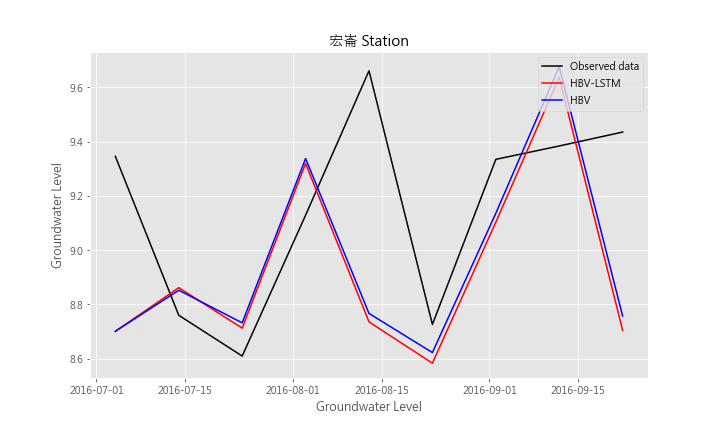 宏崙 Station
Observed data
HBV-LSTM
HBV
Groundwater Level
9.6
9.4
9.2
9.0
8.8
8.6
2016-07-01 2016-07-15 2016-08-01 2016-08-15 2016-09-01 2016-09-15
Groundwater Level